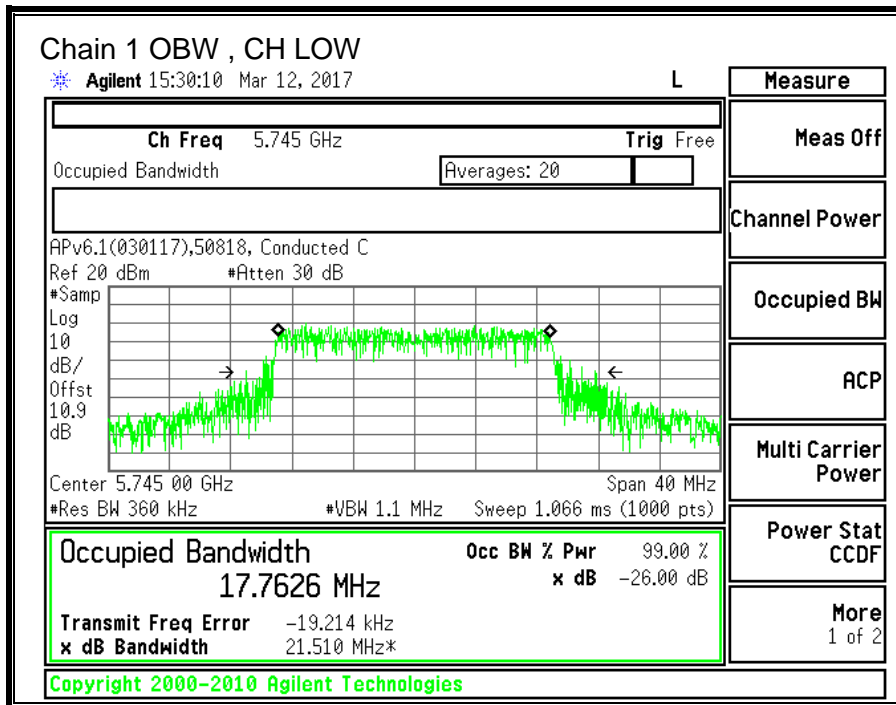 Chain 1 OBW , CH LOW
Agilent 15:30:10 Mar 12, 2017 L
Measure
Ch Freq 5.745 GHz Trig Free
Occupied Bandwidth Averages: 20
APv6.1(030117),50818, Conducted C
Ref 20 dBm #Atten 30 dB
#Samp
Log
10
dB/
Offst
10.9
dB
Center 5.745 00 GHz Span 40 MHz
#Res BW 360 kHz #VBW 1.1 MHz Sweep 1.066 ms (1000 pts)
Occupied Bandwidth Occ BW % Pwr 99.00 %
17.7626 MHz x dB -26.00 dB
Transmit Freq Error -19.214 kHz
x dB Bandwidth 21.510 MHz*
Copyright 2000-2010 Agilent Technologies
Meas Off
Channel Power
Occupied BW
ACP
Multi Carrier
Power
Power Stat
CCDF
More
1 of 2